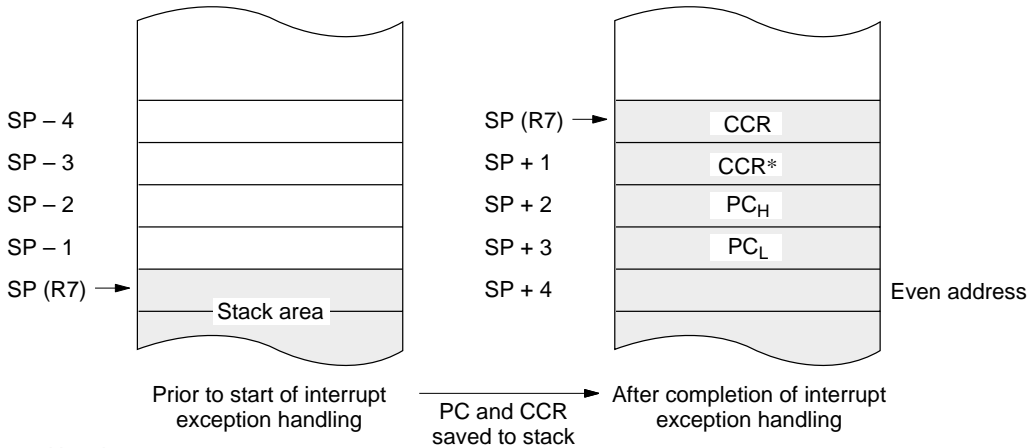 SP – 4
SP – 3
SP – 2
SP – 1
SP (R7)
Stack area
SP (R7)
SP + 1
SP + 2
SP + 3
SP + 4
CCR
CCR*
PCH
PCL
Even address
Prior to start of interrupt
exception handling
PC and CCR
saved to stack
After completion of interrupt
exception handling